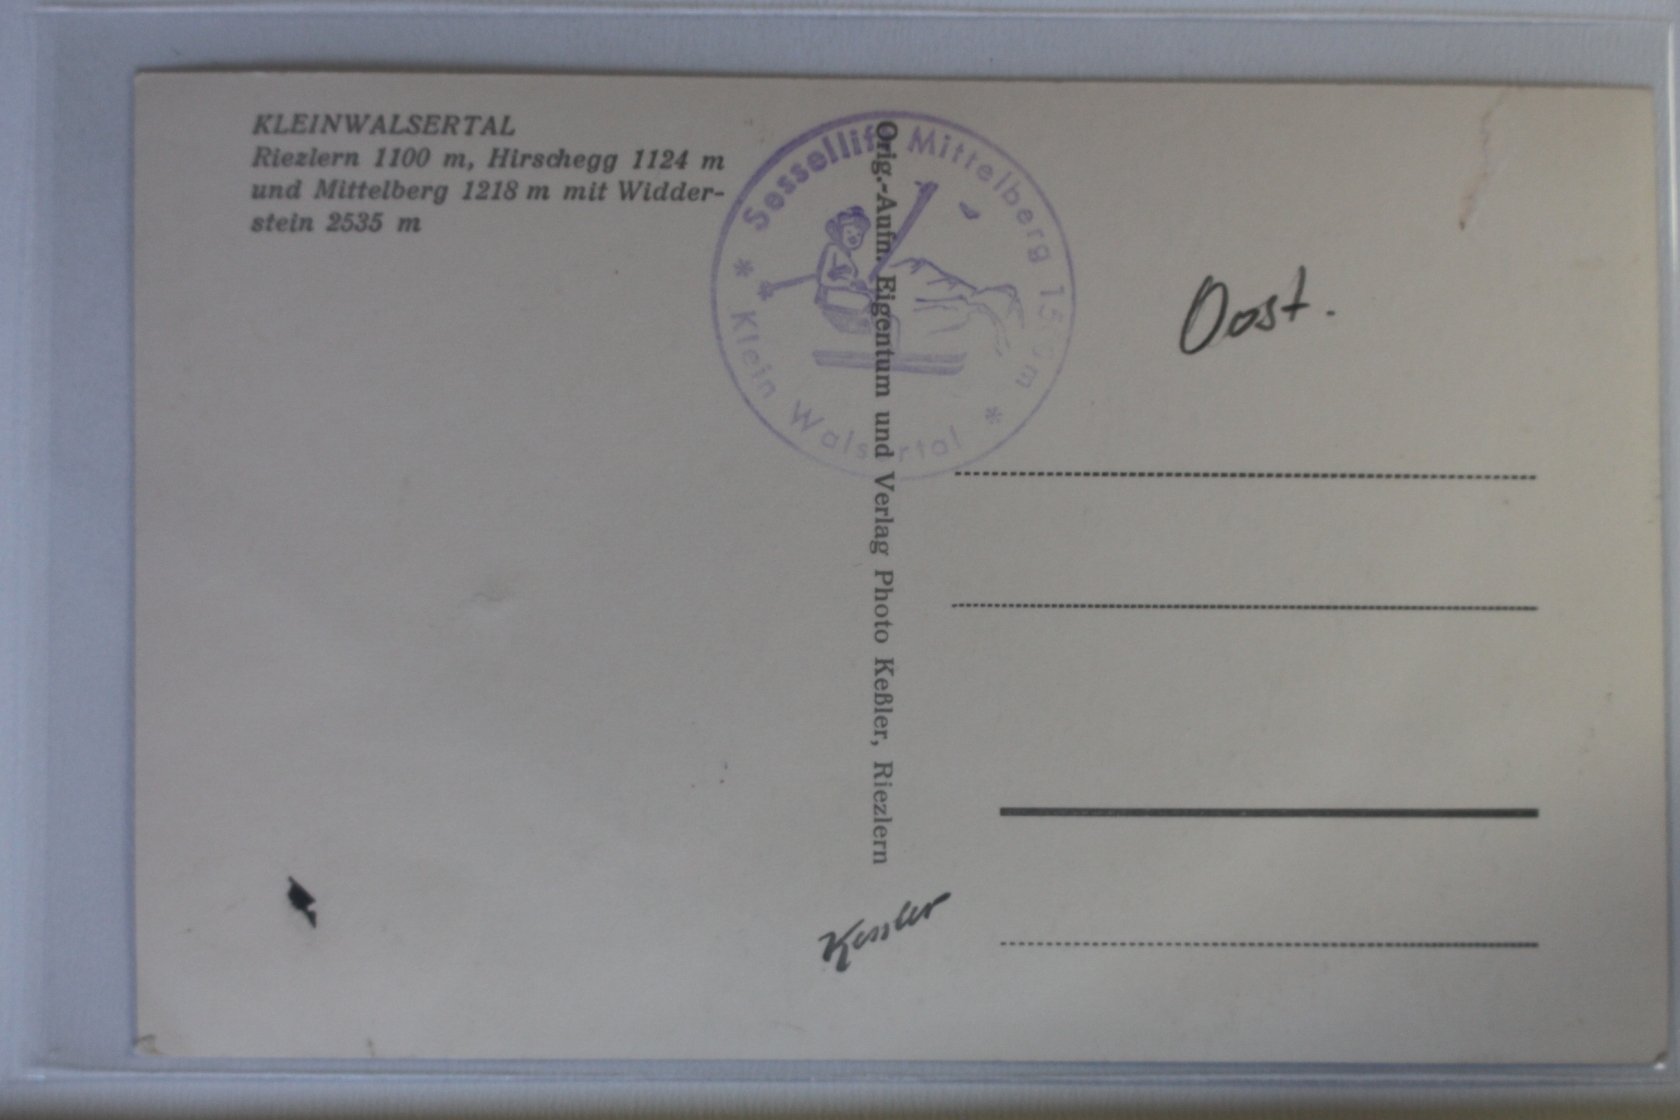 KLEINWALSERTAL
Riezlern 1100 m, Hirschegg 1124 m
und Mittelberg 1218 m mit Widder-
stein 2535 m
Sessellift Mittelberg m
* Klein Walsertal *
Orig.-Aufn. Eigentum und Verlag Photo Keßler, Riezlern
Oost.
Kessler